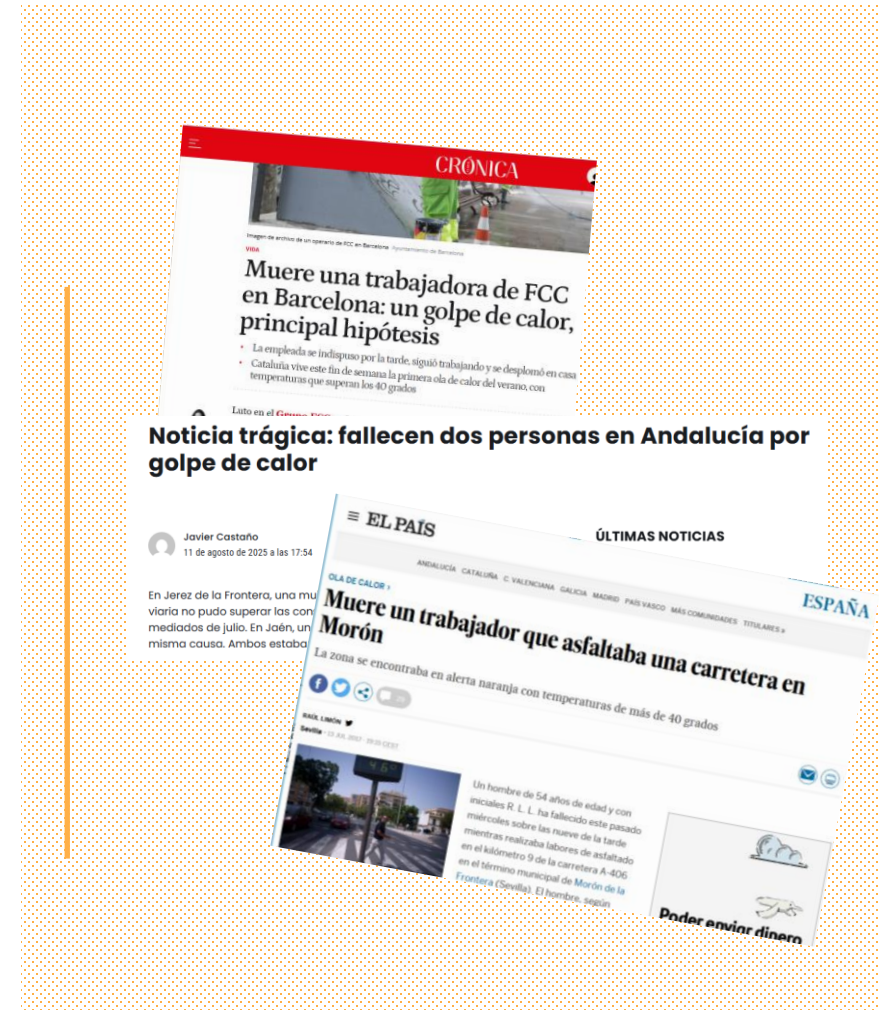 CRÓNICA
Imagen de archivo de un operario de FCC en Barcelona Ayuntamiento de Barcelona
VIDA
Muere una trabajadora de FCC
en Barcelona: un golpe de calor,
principal hipótesis
La empleada se indispuso por la tarde, siguió trabajando y se desplomó en casa
Cataluña vive este fin de semana la primera ola de calor del verano, con
temperaturas que superan los 40 grados
Luto en el Grupo FCC
Noticia trágica: fallecen dos personas en Andalucía por
golpe de calor
Javier Castaño
11 de agosto de 2025 a las 17:54
ÚLTIMAS NOTICIAS
En Jerez de la Frontera, una mu
viaria no pudo superar las con
mediados de julio. En Jaén, un
misma causa. Ambos estaba
EL PAÍS
ANDALUCÍA CATALUÑA C. VALENCIANA GALICIA MADRID PAÍS VASCO MÁS COMUNIDADES TITULARES »
ESPAÑA
OLA DE CALOR ›
Muere un trabajador que asfaltaba una carretera en
Morón
La zona se encontraba en alerta naranja con temperaturas de más de 40 grados
RAÚL LIMÓN
Sevilla
Un hombre de 54 años de edad y con
iniciales R. L. L. ha fallecido este pasado
miércoles sobre las nueve de la tarde
mientras realizaba labores de asfaltado
en el kilómetro 9 de la carretera A-406
en el término municipal de Morón de la
Frontera (Sevilla). El hombre, según
Poder enviar dinero